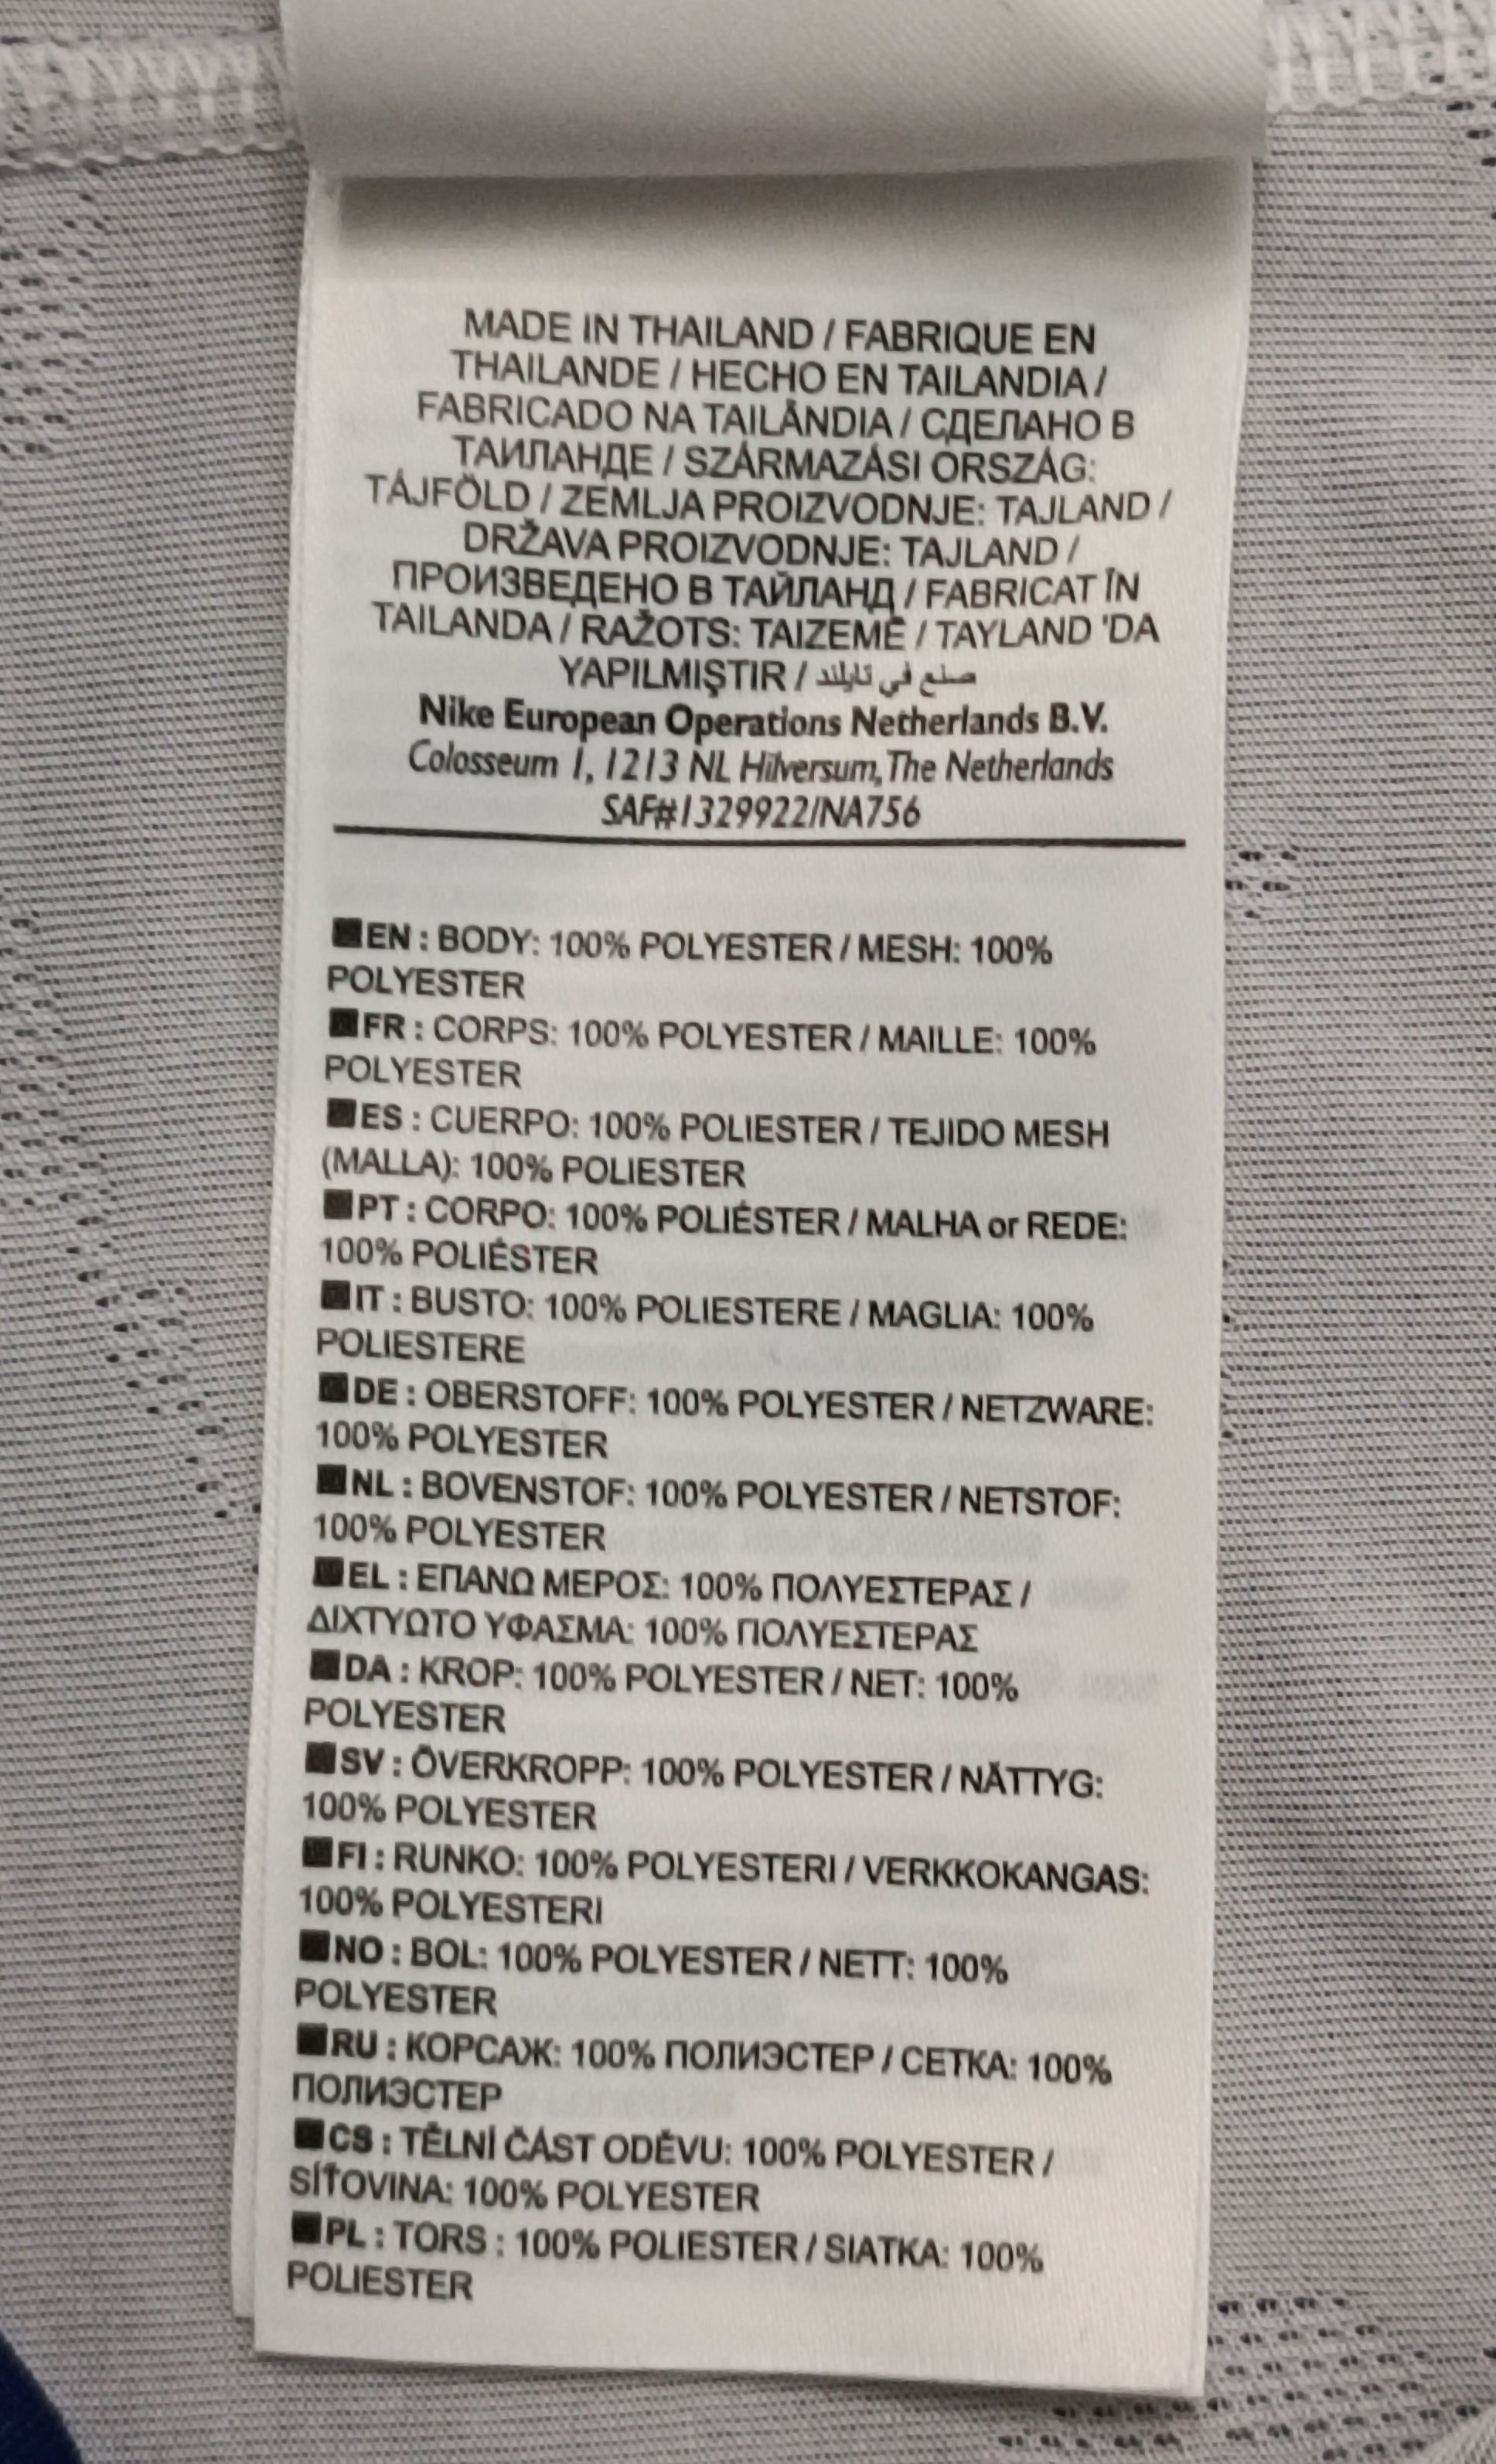 MADE IN THAILAND / FABRIQUE EN
THAILANDE / HECHO EN TAILANDIA /
FABRICADO NA TAILÂNDIA / СДЕЛАНО В
ТАИЛАНДЕ / SZÁRMAZÁSI ORSZÁG:
TÁJFÖLD / ZEMLJA PROIZVODNJE: TAJLAND /
DRŽAVA PROIZVODNJE: TAJLAND /
ПРОИЗВЕДЕНО В ТАЙЛАНД / FABRICAT ÎN
TAILANDA / RAŽOTS: TAIZEMĒ / TAYLAND 'DA
YAPILMIŞTIR / صنع في تايلند
Nike European Operations Netherlands B.V.
Colosseum 1, 1213 NL Hilversum, The Netherlands
SAF#1329922/NA756
EN : BODY: 100% POLYESTER / MESH: 100%
POLYESTER
FR : CORPS: 100% POLYESTER / MAILLE: 100%
POLYESTER
ES : CUERPO: 100% POLIESTER / TEJIDO MESH
(MALLA): 100% POLIESTER
PT : CORPO: 100% POLIÉSTER / MALHA or REDE:
100% POLIÉSTER
IT : BUSTO: 100% POLIESTERE / MAGLIA: 100%
POLIESTERE
DE : OBERSTOFF: 100% POLYESTER / NETZWARE:
100% POLYESTER
NL : BOVENSTOF: 100% POLYESTER / NETSTOF:
100% POLYESTER
EL : ΕΠΑΝΩ ΜΕΡΟΣ: 100% ΠΟΛΥΕΣΤΕΡΑΣ /
ΔΙΧΤΥΩΤΟ ΥΦΑΣΜΑ: 100% ΠΟΛΥΕΣΤΕΡΑΣ
DA : KROP: 100% POLYESTER / NET: 100%
POLYESTER
SV : ÖVERKROPP: 100% POLYESTER / NÄTTYG:
100% POLYESTER
FI : RUNKO: 100% POLYESTERI / VERKKOKANGAS:
100% POLYESTERI
NO : BOL: 100% POLYESTER / NETT: 100%
POLYESTER
RU : КОРСАЖ: 100% ПОЛИЭСТЕР / СЕТКА: 100%
ПОЛИЭСТЕР
CS : TĚLNÍ ČÁST ODĚVU: 100% POLYESTER /
SÍŤOVINA: 100% POLYESTER
PL : TORS : 100% POLIESTER / SIATKA: 100%
POLIESTER